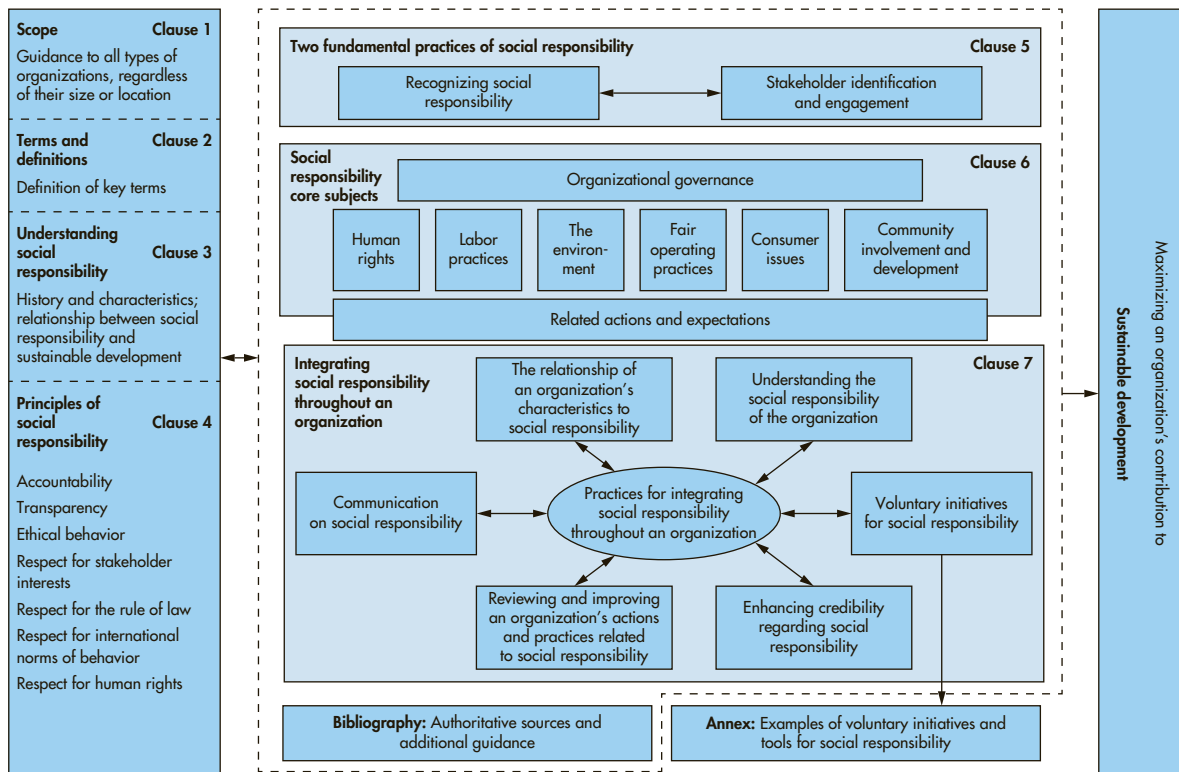 Scope Clause 1
Guidance to all types of
organizations, regardless
of their size or location
Terms and Clause 2
definitions
Definition of key terms
Understanding
social Clause 3
responsibility
History and characteristics;
relationship between social
responsibility and
sustainable development
Principles of
social Clause 4
responsibility
Accountability
Transparency
Ethical behavior
Respect for stakeholder
interests
Respect for the rule of law
Respect for international
norms of behavior
Respect for human rights
Two fundamental practices of social responsibility Clause 5
Recognizing social
responsibility
Stakeholder identification
and engagement
Social
responsibility
core subjects
Clause 6
Organizational governance
Human
rights
Labor
practices
The
environ-
ment
Fair
operating
practices
Consumer
issues
Community
involvement and
development
Related actions and expectations
Integrating
social responsibility
throughout an
organization
Clause 7
The relationship of
an organization's
characteristics to
social responsibility
Understanding the
social responsibility
of the organization
Communication
on social responsibility
Practices for integrating
social responsibility
throughout an organization
Voluntary initiatives
for social responsibility
Reviewing and improving
an organization's actions
and practices related
to social responsibility
Enhancing credibility
regarding social
responsibility
Bibliography: Authoritative sources and
additional guidance
Annex: Examples of voluntary initiatives and
tools for social responsibility
Maximizing an organization's contribution to
Sustainable development